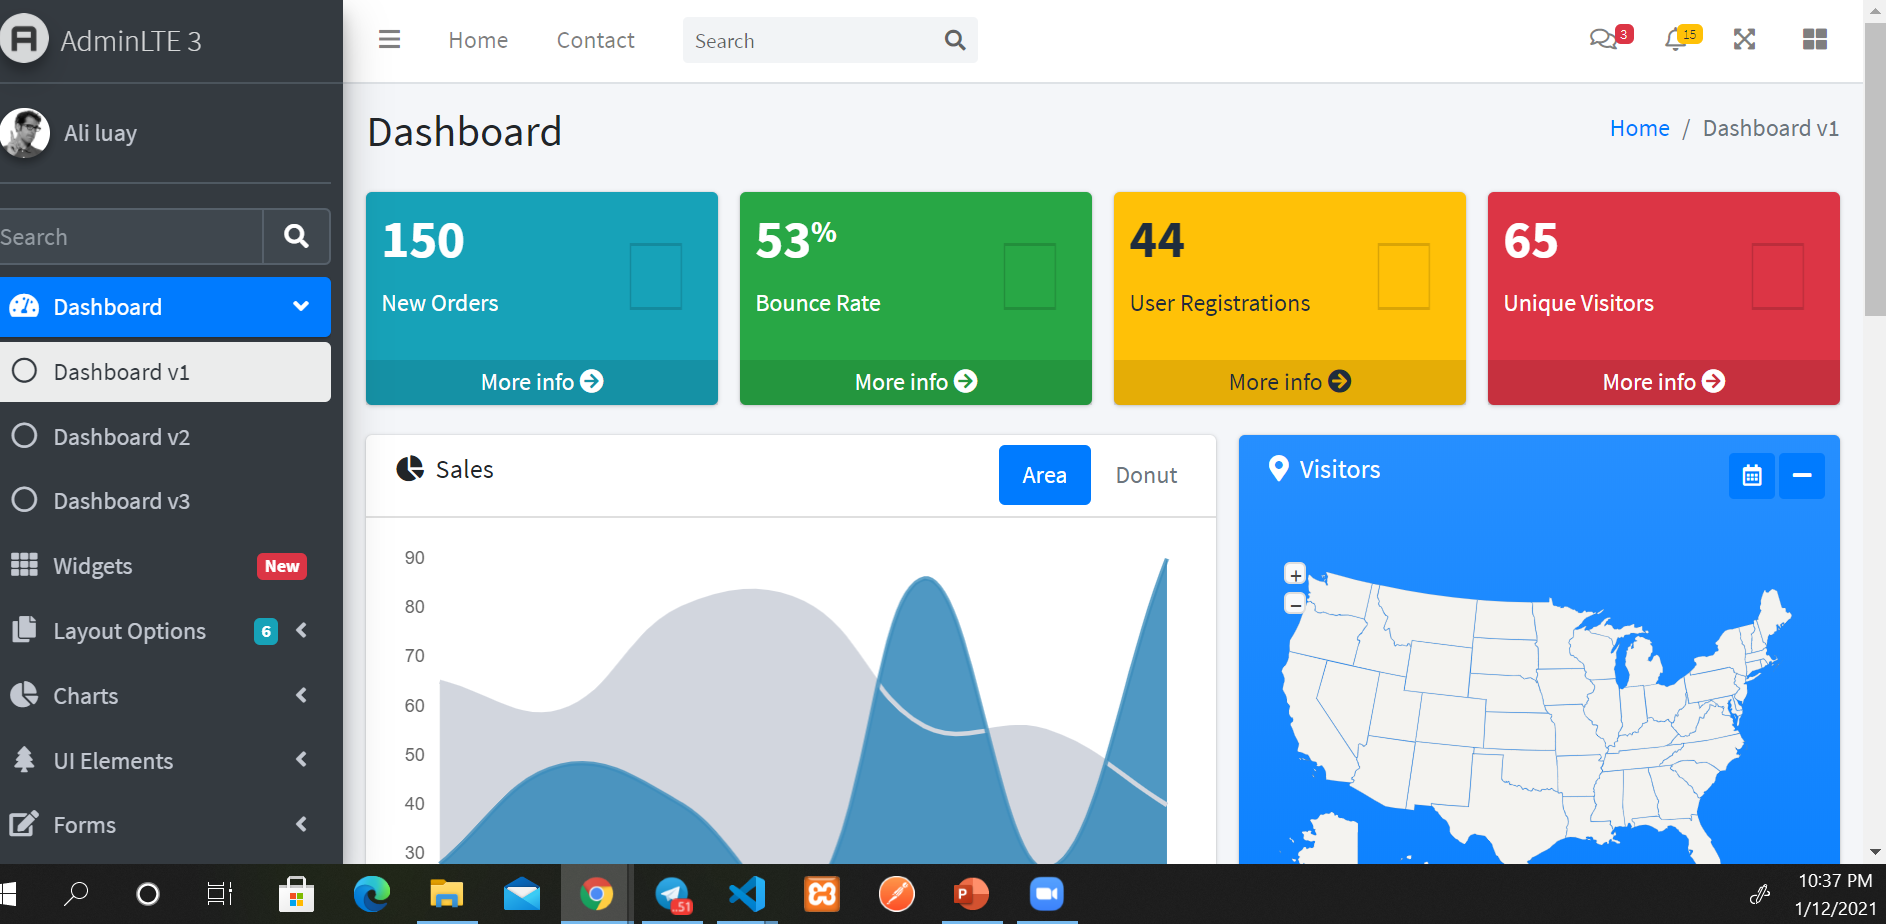 AdminLTE 3
Home Contact Search 3 15
Ali luay
Search
Dashboard
Dashboard v1
Dashboard v2
Dashboard v3
Widgets New
Layout Options 6
Charts
UI Elements
Forms
Dashboard
Home / Dashboard v1
150
New Orders
More info
53%
Bounce Rate
More info
44
User Registrations
More info
65
Unique Visitors
More info
Sales
Area Donut
90
80
70
60
50
40
30
Visitors
+
−
10:37 PM
1/12/2021
..51